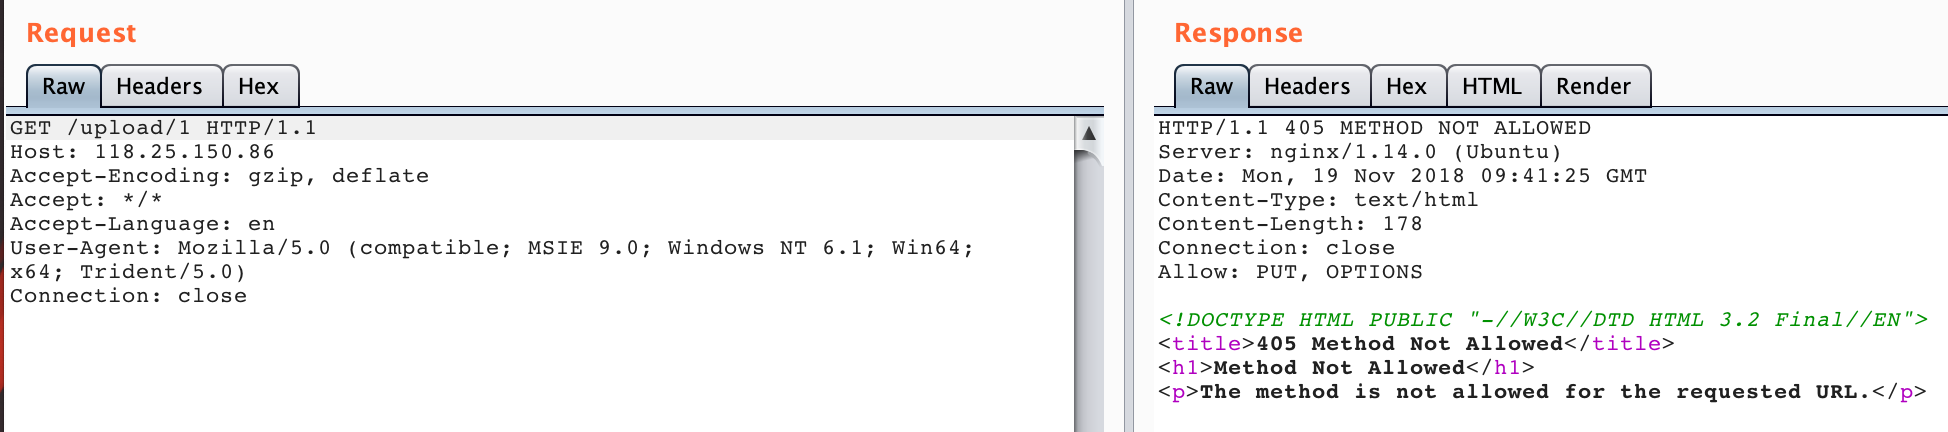 Request
Raw Headers Hex
GET /upload/1 HTTP/1.1
Host: 118.25.150.86
Accept-Encoding: gzip, deflate
Accept: */*
Accept-Language: en
User-Agent: Mozilla/5.0 (compatible; MSIE 9.0; Windows NT 6.1; Win64;
x64; Trident/5.0)
Connection: close
Response
Raw Headers Hex HTML Render
HTTP/1.1 405 METHOD NOT ALLOWED
Server: nginx/1.14.0 (Ubuntu)
Date: Mon, 19 Nov 2018 09:41:25 GMT
Content-Type: text/html
Content-Length: 178
Connection: close
Allow: PUT, OPTIONS
<!DOCTYPE HTML PUBLIC "-//W3C//DTD HTML 3.2 Final//EN">
<title>405 Method Not Allowed</title>
<h1>Method Not Allowed</h1>
<p>The method is not allowed for the requested URL.</p>